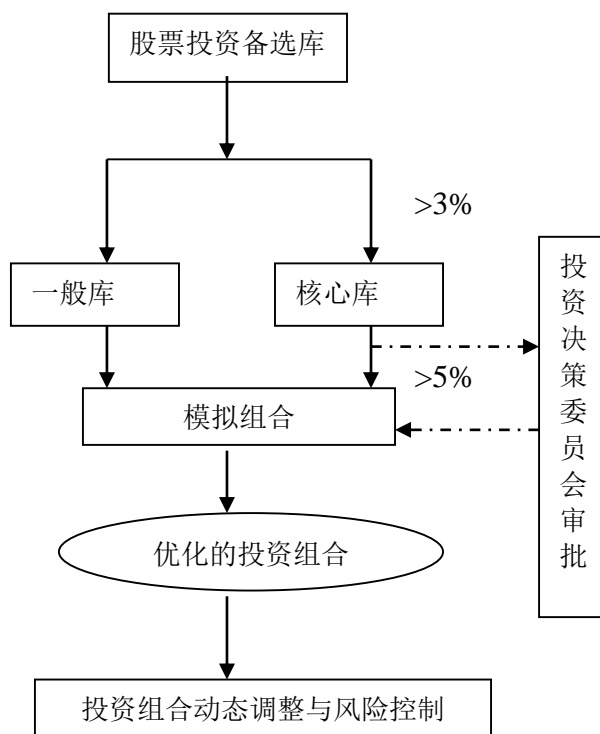 股票投资备选库
>3%
一般库
核心库
投资决策委员会审批
>5%
模拟组合
优化的投资组合
投资组合动态调整与风险控制